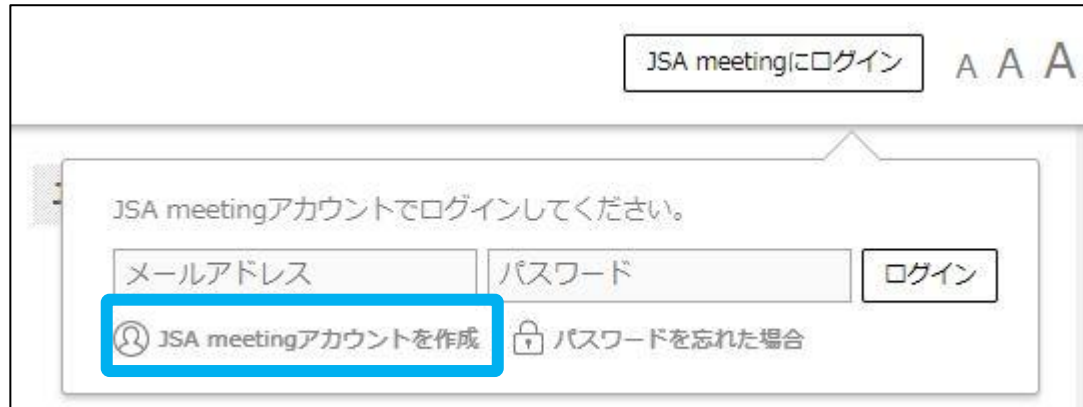 JSA meetingにログイン A A A
JSA meetingアカウントでログインしてください。
メールアドレス パスワード ログイン
JSA meetingアカウントを作成 パスワードを忘れた場合